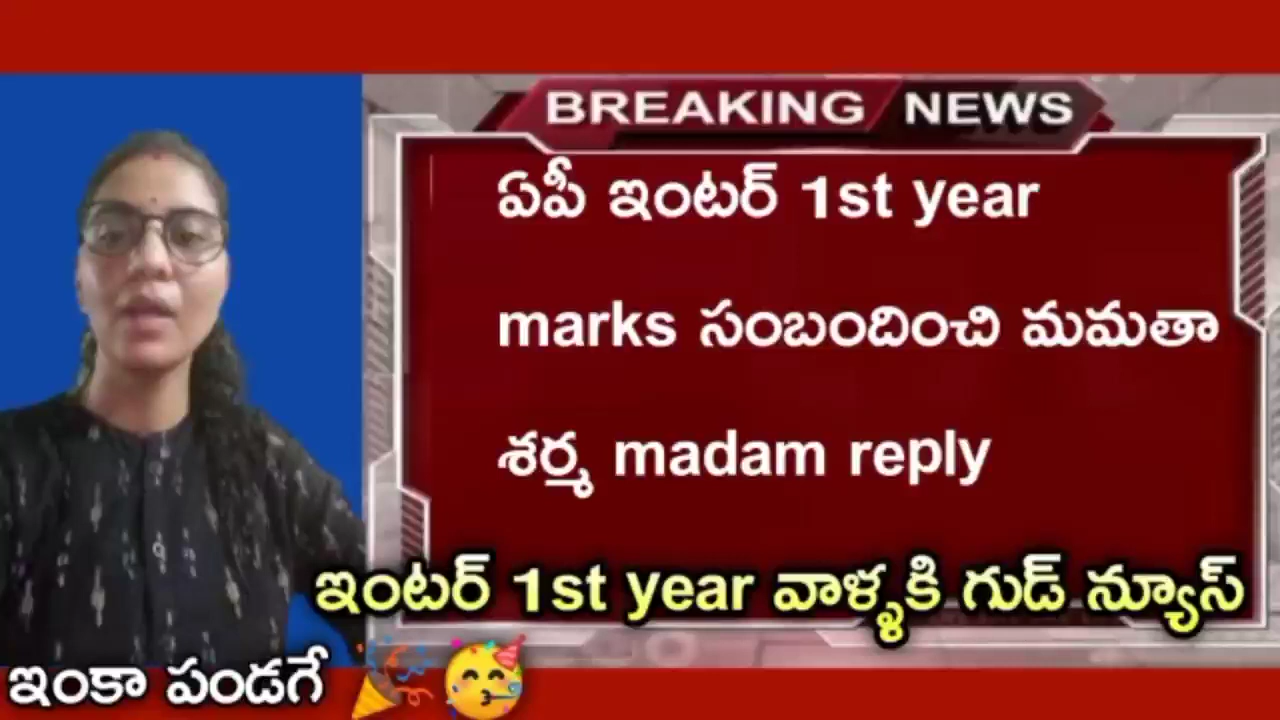 BREAKING NEWS
ఏపీ ఇంటర్ 1st year
marks సంబందించి మమతా
శర్మ madam reply
ఇంటర్ 1st year వాళ్ళకి గుడ్ న్యూస్
ఇంకా పండగే 🎉🥳